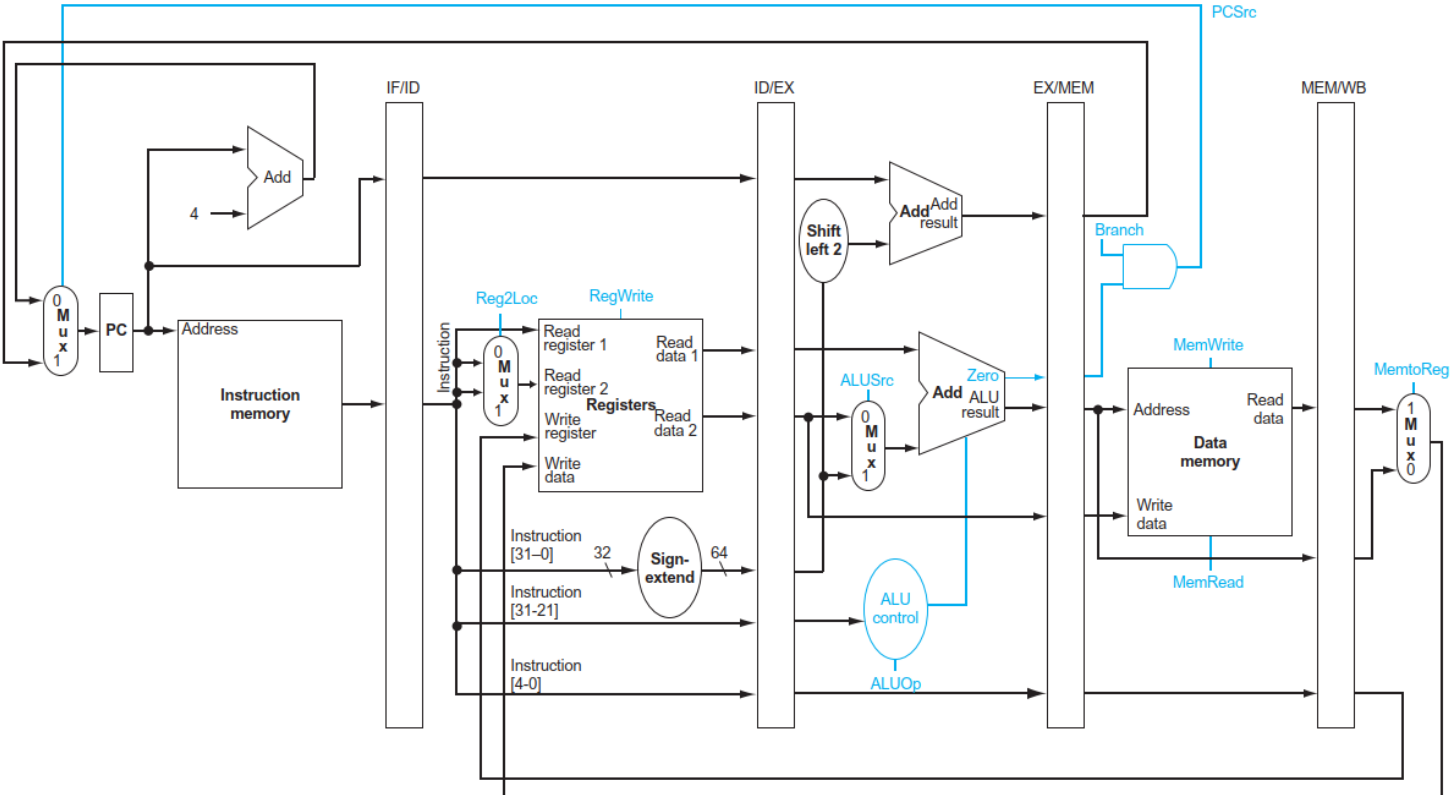 PCSrc
IF/ID
ID/EX
EX/MEM
MEM/WB
Add
4
Add Add
result
Shift
left 2
Branch
0
M
u
x
1
PC
Address
Instruction
memory
Instruction
Reg2Loc
0
M
u
x
1
RegWrite
Read
register 1
Read
register 2
Write
register
Write
data
Registers
Read
data 1
Read
data 2
ALUSrc
0
M
u
x
1
Zero
Add
ALU
result
MemWrite
Address
Read
data
Data
memory
Write
data
MemRead
MemtoReg
1
M
u
x
0
Instruction
[31–0]
32
Sign-
extend
64
Instruction
[31-21]
ALU
control
Instruction
[4-0]
ALUOp